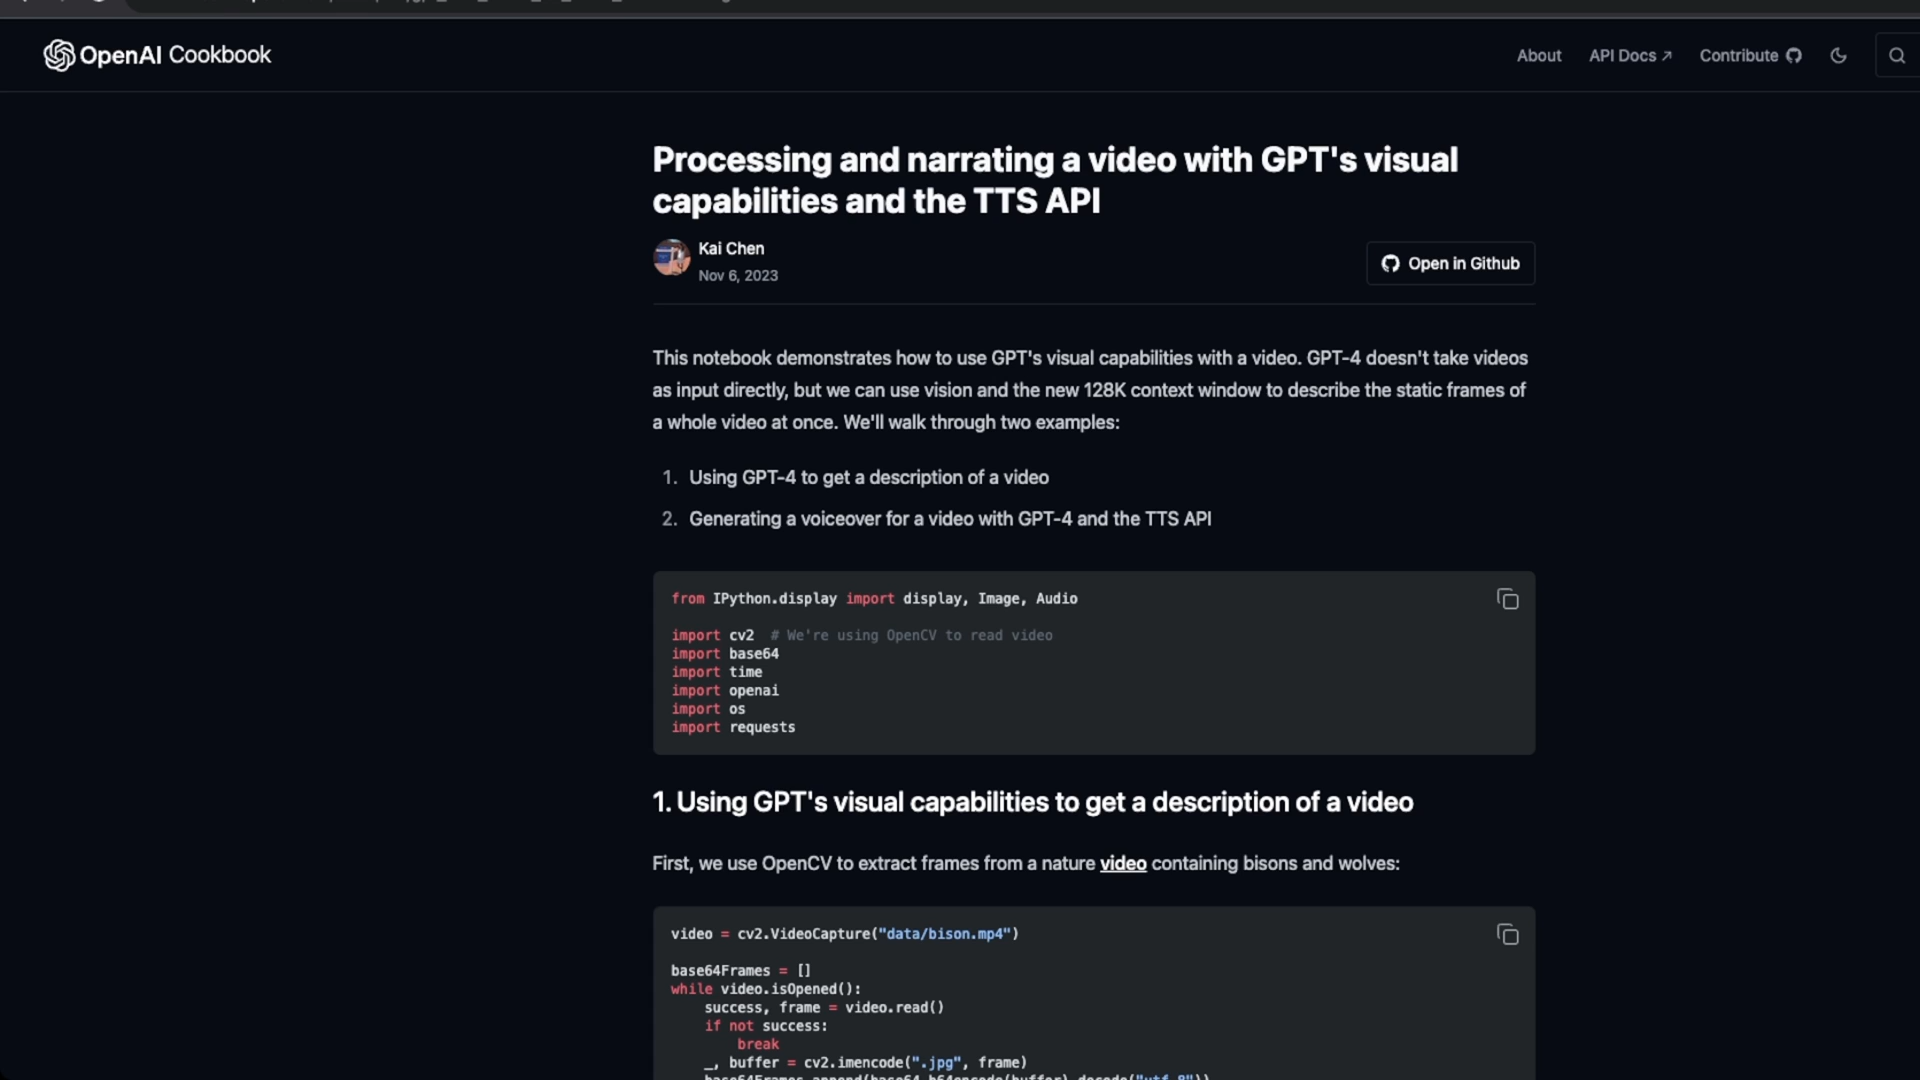 OpenAI Cookbook
About API Docs ↗ Contribute
Processing and narrating a video with GPT's visual
capabilities and the TTS API
Kai Chen
Nov 6, 2023
Open in Github
This notebook demonstrates how to use GPT's visual capabilities with a video. GPT-4 doesn't take videos
as input directly, but we can use vision and the new 128K context window to describe the static frames of
a whole video at once. We'll walk through two examples:
1. Using GPT-4 to get a description of a video
2. Generating a voiceover for a video with GPT-4 and the TTS API
from IPython.display import display, Image, Audio
import cv2  # We're using OpenCV to read video
import base64
import time
import openai
import os
import requests
1. Using GPT's visual capabilities to get a description of a video
First, we use OpenCV to extract frames from a nature video containing bisons and wolves:
video = cv2.VideoCapture("data/bison.mp4")
base64Frames = []
while video.isOpened():
    success, frame = video.read()
    if not success:
        break
    _, buffer = cv2.imencode(".jpg", frame)
    base64Frames.append(base64.b64encode(buffer).decode("utf-8"))